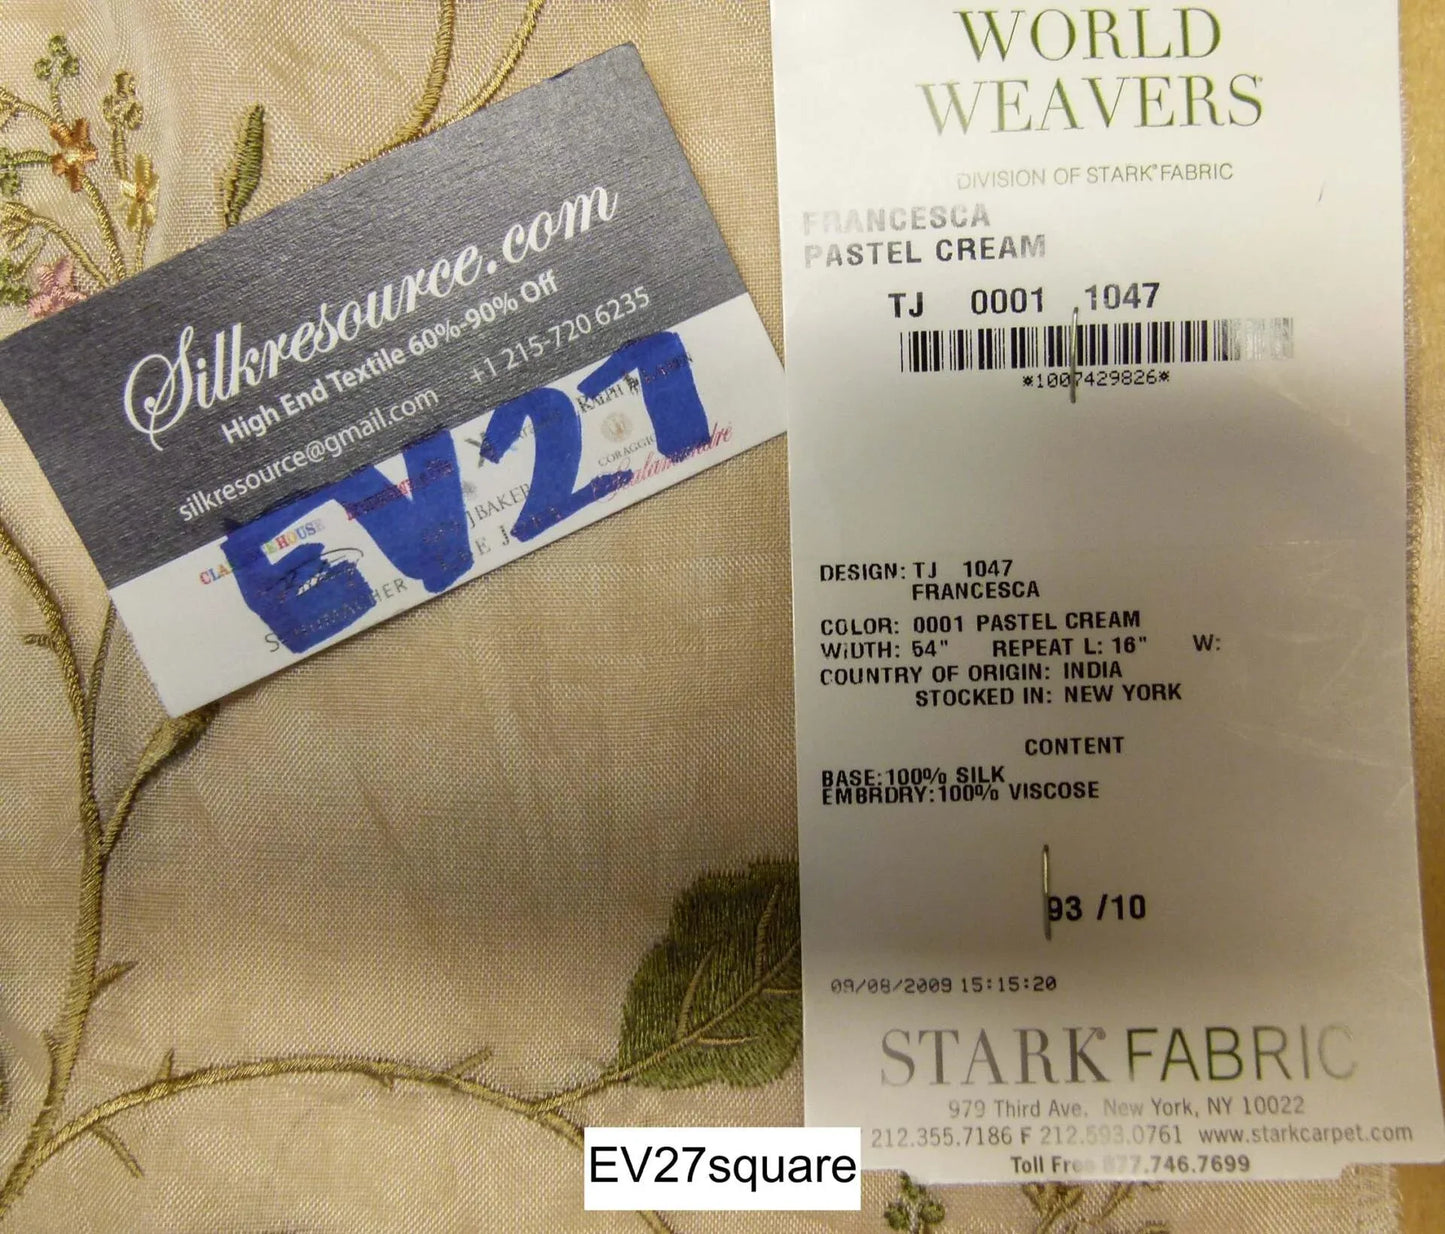 Silkresource.com
High End Textile 60%-90% Off
silkresource@gmail.com +1 215-720 6235
EV27
CORAGGIO
WORLD
WEAVERS
DIVISION OF STARK FABRIC
FRANCESCA
PASTEL CREAM
TJ 0001 1047
*1007429826*
DESIGN: TJ 1047
FRANCESCA
COLOR: 0001 PASTEL CREAM
WIDTH: 54" REPEAT L: 16" W:
COUNTRY OF ORIGIN: INDIA
STOCKED IN: NEW YORK
CONTENT
BASE:100% SILK
EMBRDRY:100% VISCOSE
93 /10
09/08/2009 15:15:20
STARK FABRIC
979 Third Ave. New York, NY 10022
212.355.7186 F 212.593.0761 www.starkcarpet.com
Toll Free 877.746.7699
EV27square